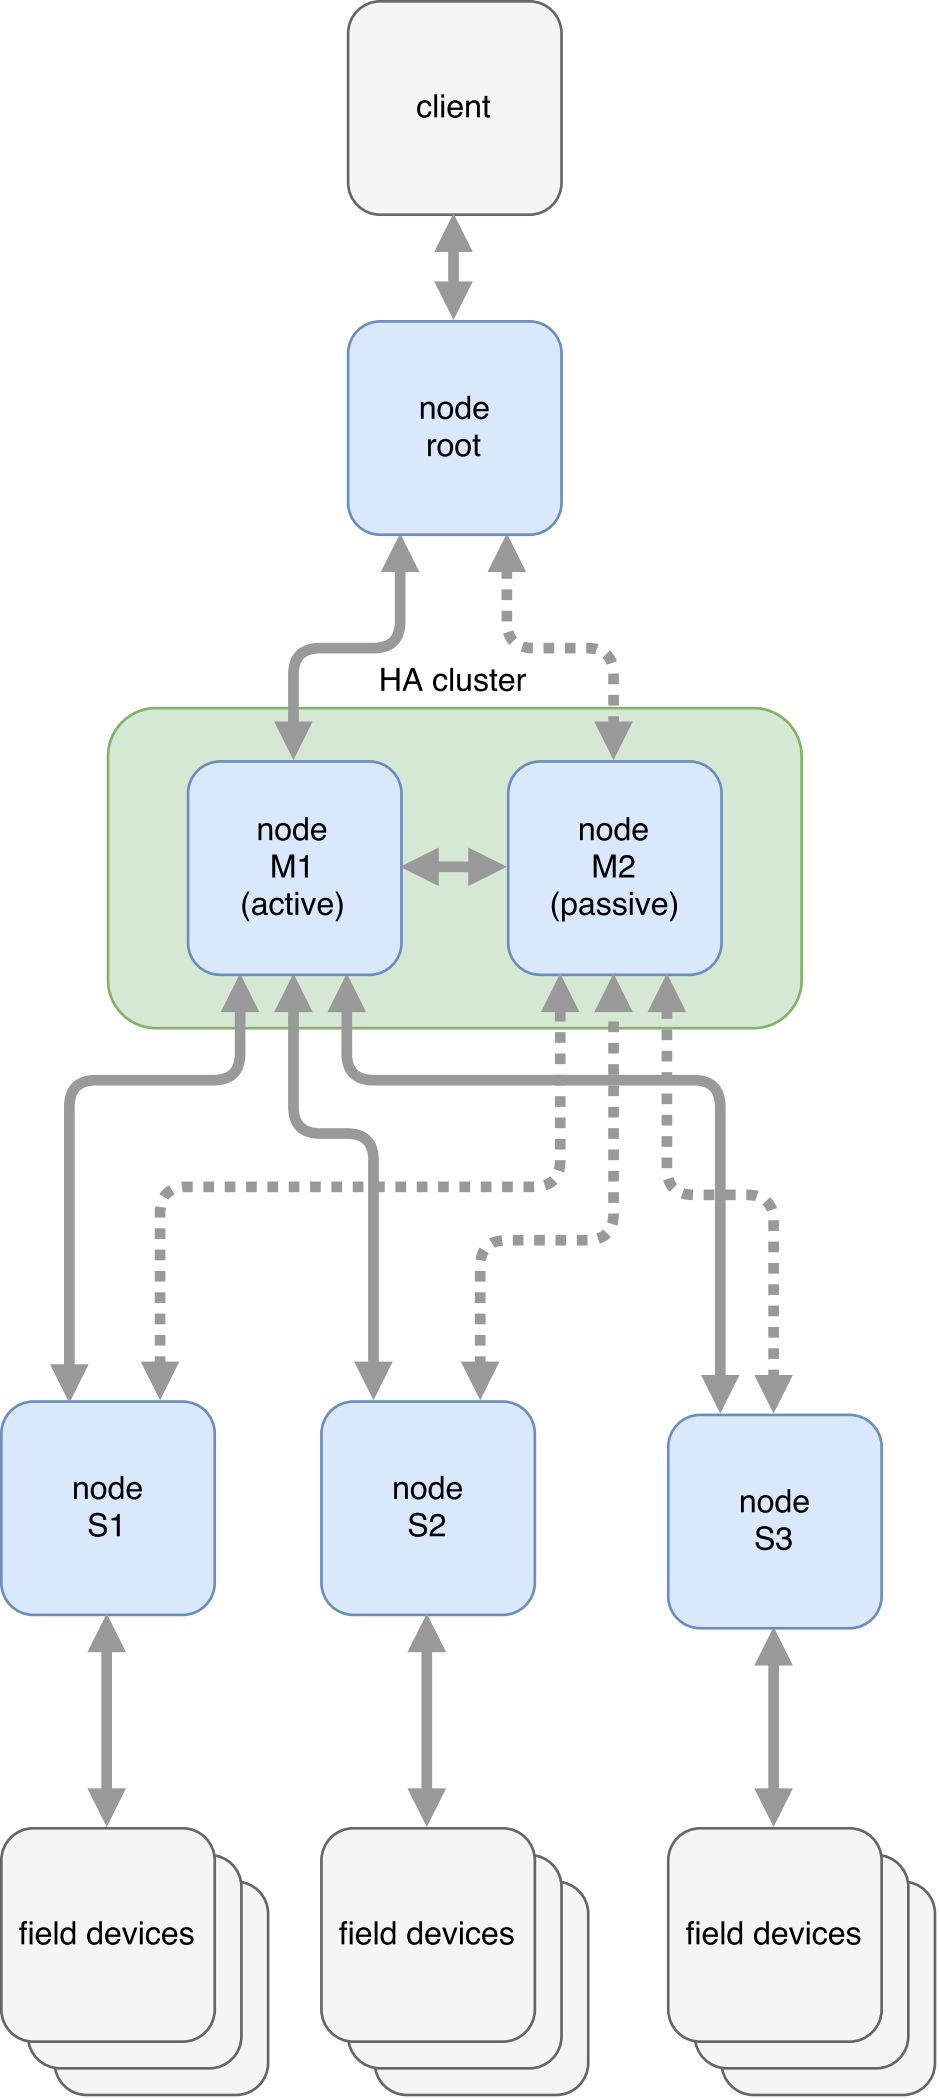 client
node
root
HA cluster
node
M1
(active)
node
M2
(passive)
node
S1
node
S2
node
S3
field devices
field devices
field devices